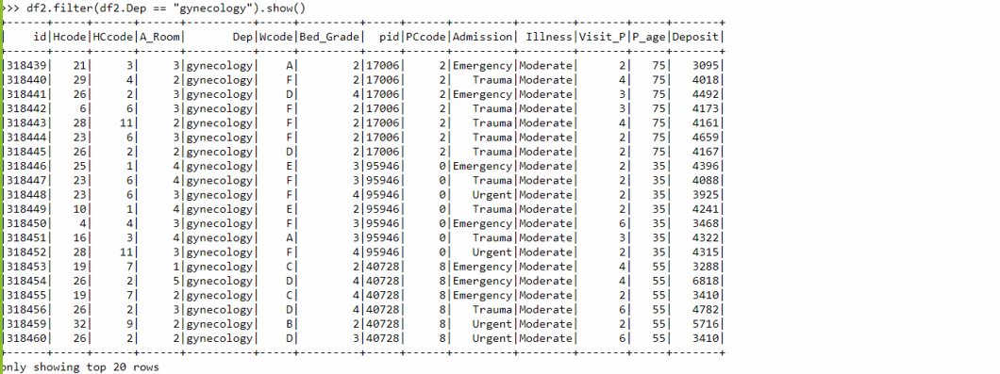 >>> df2.filter(df2.Dep == "gynecology").show()
+------+-----+------+------+----------+-----+---------+-----+------+---------+--------+-------+-----+-------+
|    id|Hcode|HCcode|A_Room|       Dep|Wcode|Bed_Grade|  pid|PCcode|Admission| Illness|Visit_P|P_age|Deposit|
+------+-----+------+------+----------+-----+---------+-----+------+---------+--------+-------+-----+-------+
|318439|   21|     3|     3|gynecology|    A|        2|17006|     2|Emergency|Moderate|      2|   75|   3095|
|318440|   29|     4|     2|gynecology|    F|        2|17006|     2|   Trauma|Moderate|      4|   75|   4018|
|318441|   26|     2|     3|gynecology|    D|        4|17006|     2|Emergency|Moderate|      3|   75|   4492|
|318442|    6|     6|     3|gynecology|    F|        2|17006|     2|   Trauma|Moderate|      3|   75|   4173|
|318443|   28|    11|     2|gynecology|    F|        2|17006|     2|   Trauma|Moderate|      4|   75|   4161|
|318444|   23|     6|     3|gynecology|    F|        2|17006|     2|   Trauma|Moderate|      2|   75|   4659|
|318445|   26|     2|     2|gynecology|    D|        2|17006|     2|   Trauma|Moderate|      2|   75|   4167|
|318446|   25|     1|     4|gynecology|    E|        3|95946|     0|Emergency|Moderate|      2|   35|   4396|
|318447|   23|     6|     4|gynecology|    F|        3|95946|     0|   Trauma|Moderate|      2|   35|   4088|
|318448|   23|     6|     3|gynecology|    F|        4|95946|     0|   Urgent|Moderate|      2|   35|   3925|
|318449|   10|     1|     4|gynecology|    E|        2|95946|     0|   Trauma|Moderate|      2|   35|   4241|
|318450|    4|     4|     3|gynecology|    F|        3|95946|     0|Emergency|Moderate|      6|   35|   3468|
|318451|   16|     3|     4|gynecology|    A|        3|95946|     0|   Trauma|Moderate|      3|   35|   4322|
|318452|   28|    11|     3|gynecology|    F|        4|95946|     0|   Urgent|Moderate|      2|   35|   4315|
|318453|   19|     7|     1|gynecology|    C|        2|40728|     8|Emergency|Moderate|      4|   55|   3288|
|318454|   26|     2|     5|gynecology|    D|        4|40728|     8|Emergency|Moderate|      4|   55|   6818|
|318455|   19|     7|     2|gynecology|    C|        4|40728|     8|Emergency|Moderate|      2|   55|   3410|
|318456|   26|     2|     3|gynecology|    D|        4|40728|     8|   Trauma|Moderate|      6|   55|   4782|
|318459|   32|     9|     2|gynecology|    B|        2|40728|     8|   Urgent|Moderate|      2|   55|   5716|
|318460|   26|     2|     2|gynecology|    D|        3|40728|     8|   Urgent|Moderate|      6|   55|   3410|
+------+-----+------+------+----------+-----+---------+-----+------+---------+--------+-------+-----+-------+
only showing top 20 rows